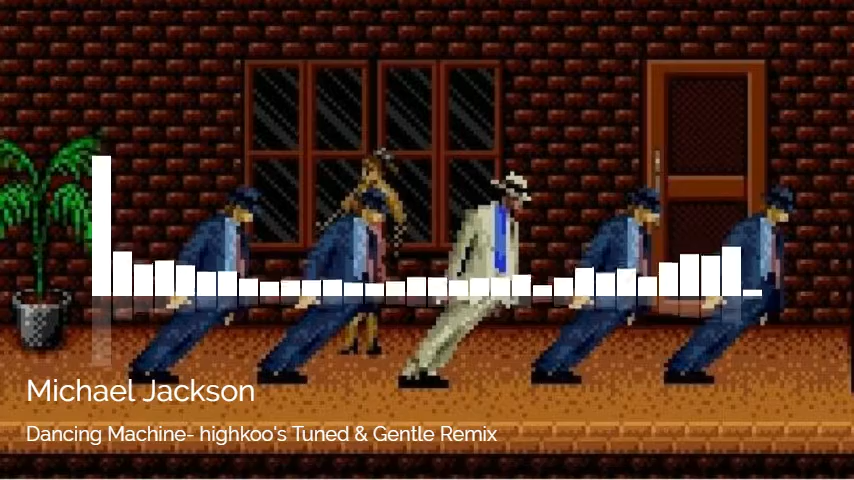 Michael Jackson
Dancing Machine- highkoo's Tuned & Gentle Remix